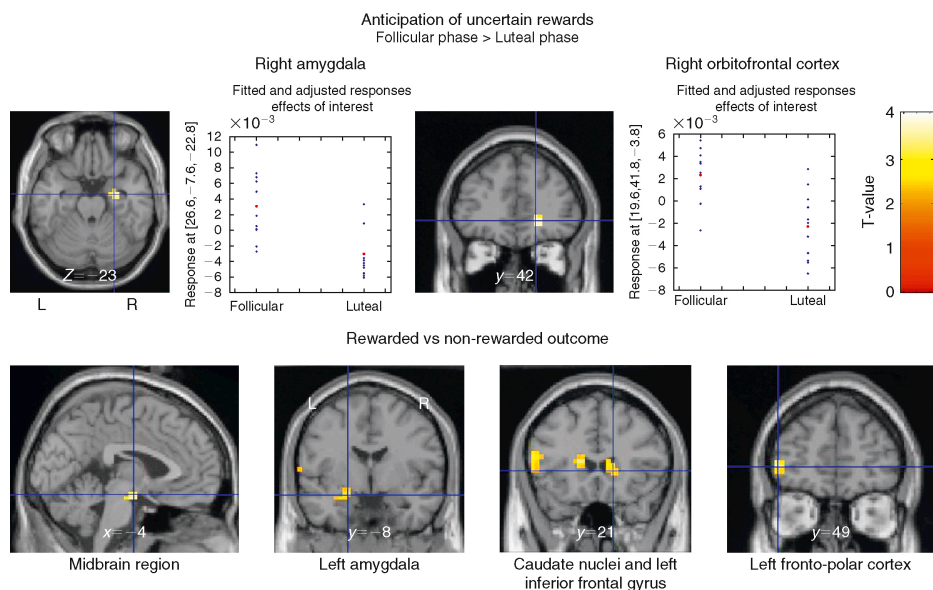 Anticipation of uncertain rewards
Follicular phase > Luteal phase
Right amygdala
Right orbitofrontal cortex
Fitted and adjusted responses
effects of interest
Fitted and adjusted responses
effects of interest
×10⁻³
×10⁻³
Response at [26.6,−7.6,−22.8]
12
10
8
6
4
2
0
−2
−4
−6
−8
Follicular
Luteal
Z=−23
L
R
y=42
Response at [19.6,41.8,−3.8]
6
4
2
0
−2
−4
−6
−8
Follicular
Luteal
T-value
4
3
2
1
0
Rewarded vs non-rewarded outcome
L
R
x=−4
y=−8
y=21
y=49
Midbrain region
Left amygdala
Caudate nuclei and left
inferior frontal gyrus
Left fronto-polar cortex